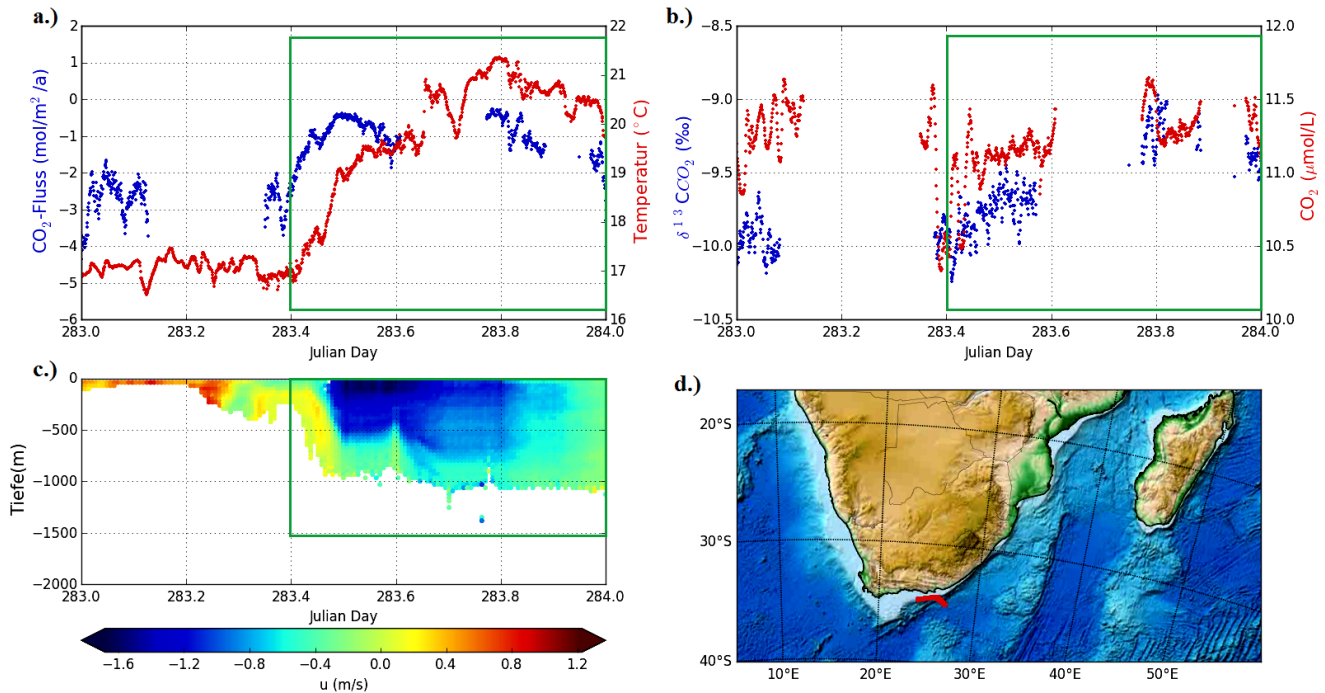 a.)
2
1
0
−1
−2
−3
−4
−5
−6
CO2-Fluss (mol/m² /a)
22
21
20
19
18
17
16
Temperatur (°C)
283.0 283.2 283.4 283.6 283.8 284.0
Julian Day
b.)
−8.5
−9.0
−9.5
−10.0
−10.5
δ¹³CCO₂ (‰)
12.0
11.5
11.0
10.5
10.0
CO₂ (μmol/L)
283.0 283.2 283.4 283.6 283.8 284.0
Julian Day
c.)
0
−500
−1000
−1500
−2000
Tiefe(m)
283.0 283.2 283.4 283.6 283.8 284.0
Julian Day
−1.6 −1.2 −0.8 −0.4 0.0 0.4 0.8 1.2
u (m/s)
d.)
20°S
30°S
40°S
10°E 20°E 30°E 40°E 50°E